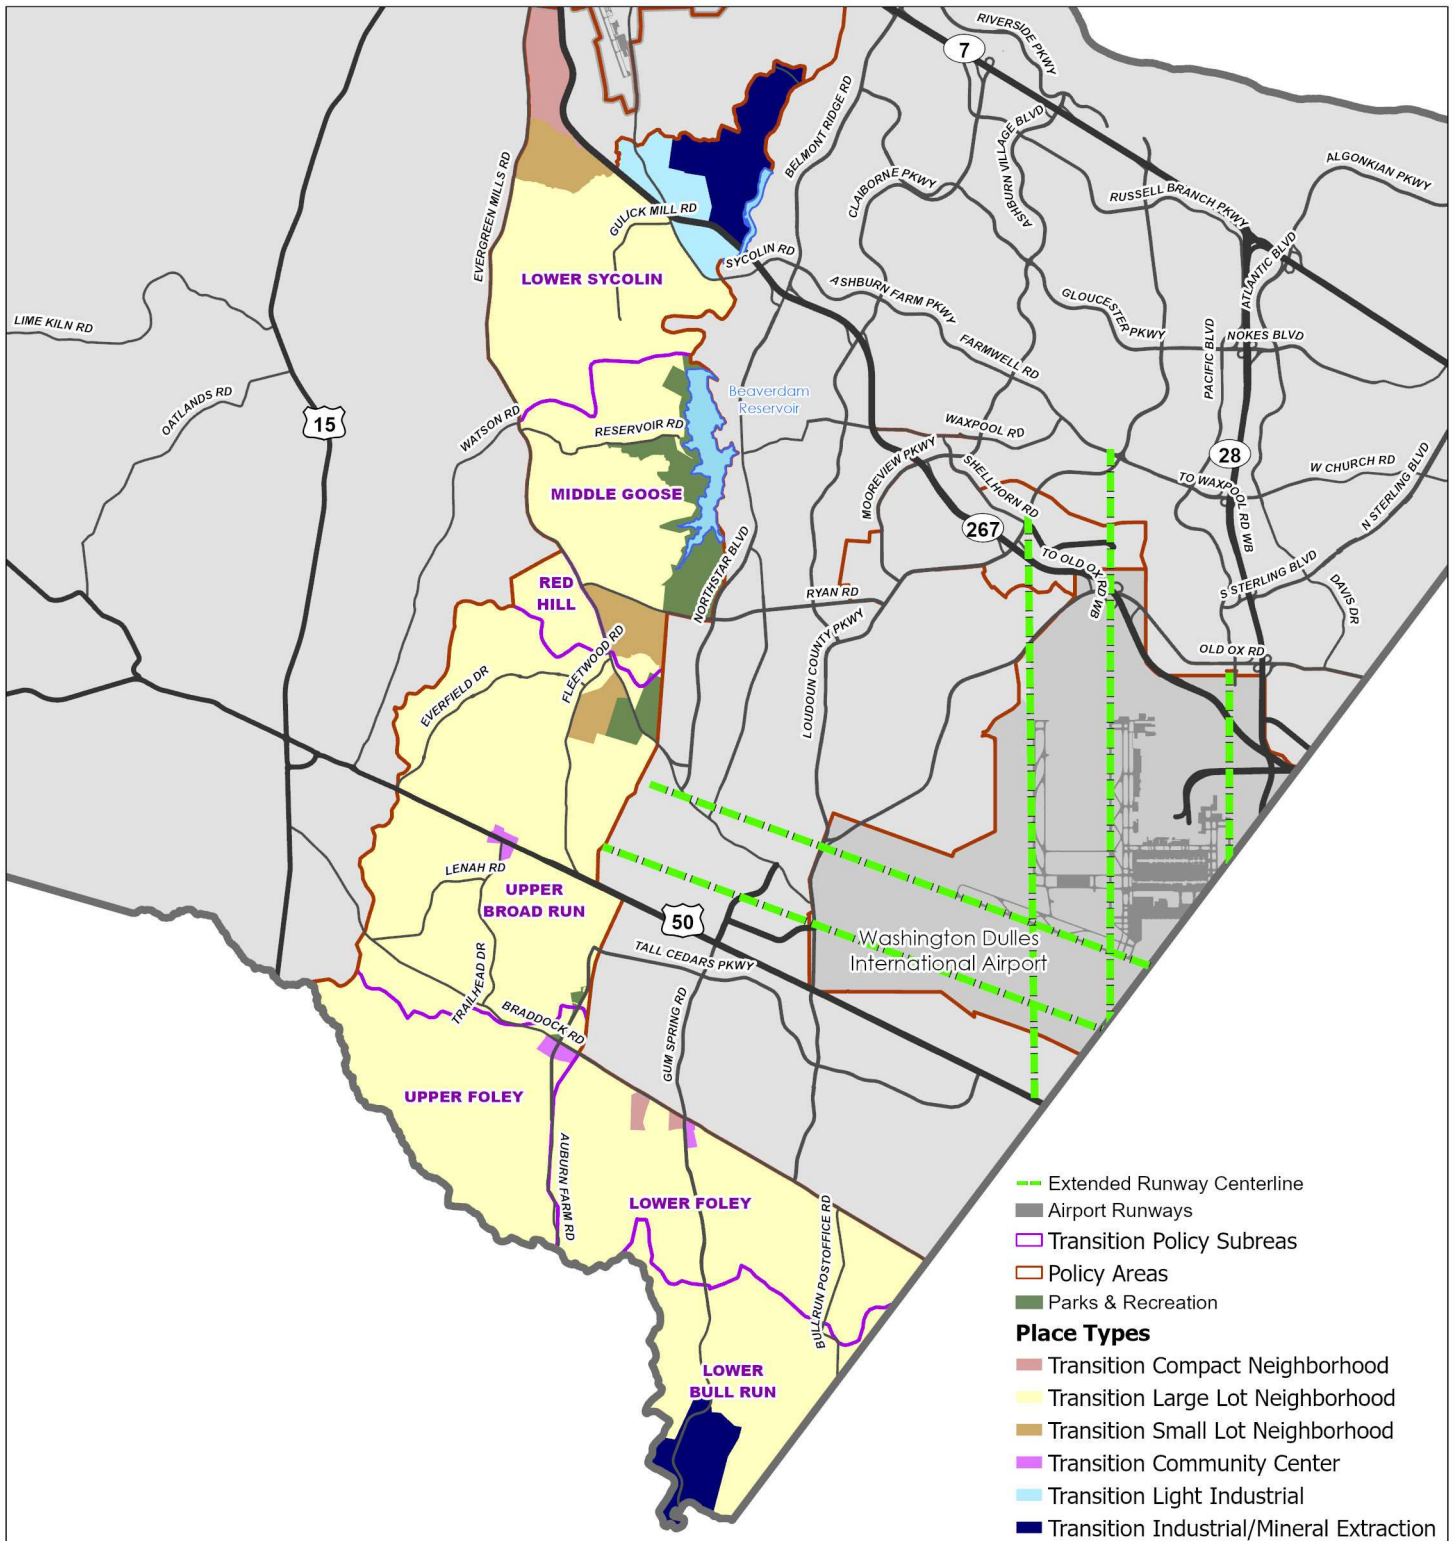 RIVERSIDE PKWY
7
BELMONT RIDGE RD
ASHBURN VILLAGE BLVD
ALGONKIAN PKWY
EVERGREEN MILLS RD
CLAIBORNE PKWY
RUSSELL BRANCH PKWY
GULICK MILL RD
SYCOLIN RD
ATLANTIC BLVD
LOWER SYCOLIN
ASHBURN FARM PKWY
GLOUCESTER PKWY
LIME KILN RD
FARMWELL RD
PACIFIC BLVD
NOKES BLVD
OATLANDS RD
Beaverdam
Reservoir
15
WATSON RD
RESERVOIR RD
WAXPOOL RD
MOOREVIEW PKWY
SHELLHORN RD
28
W CHURCH RD
TO WAXPOOL RD WB
N STERLING BLVD
MIDDLE GOOSE
267
NORTHSTAR BLVD
TO OLD OX RD WB
S STERLING BLVD
DAVIS DR
RED
HILL
RYAN RD
LOUDOUN COUNTY PKWY
OLD OX RD
FLEETWOOD RD
EVERFIELD DR
LENAH RD
UPPER
BROAD RUN
50
TALL CEDARS PKWY
Washington Dulles
International Airport
TRAILHEAD DR
BRADDOCK RD
GUM SPRING RD
UPPER FOLEY
AUBURN FARM RD
LOWER FOLEY
BULLRUN POSTOFFICE RD
LOWER
BULL RUN
Extended Runway Centerline
Airport Runways
Transition Policy Subreas
Policy Areas
Parks & Recreation
Place Types
Transition Compact Neighborhood
Transition Large Lot Neighborhood
Transition Small Lot Neighborhood
Transition Community Center
Transition Light Industrial
Transition Industrial/Mineral Extraction